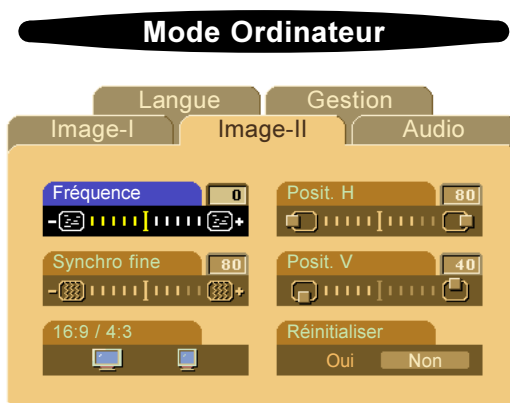 Mode Ordinateur
Langue Gestion
Image-I Image-II Audio
Fréquence 0
Posit. H 80
Synchro fine 80
Posit. V 40
16:9 / 4:3
Réinitialiser
Oui Non